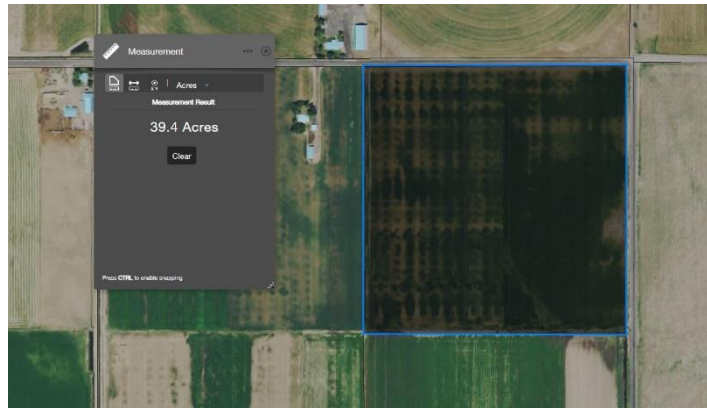 Measurement
Acres
Measurement Result
39.4 Acres
Clear
Press CTRL to enable snapping